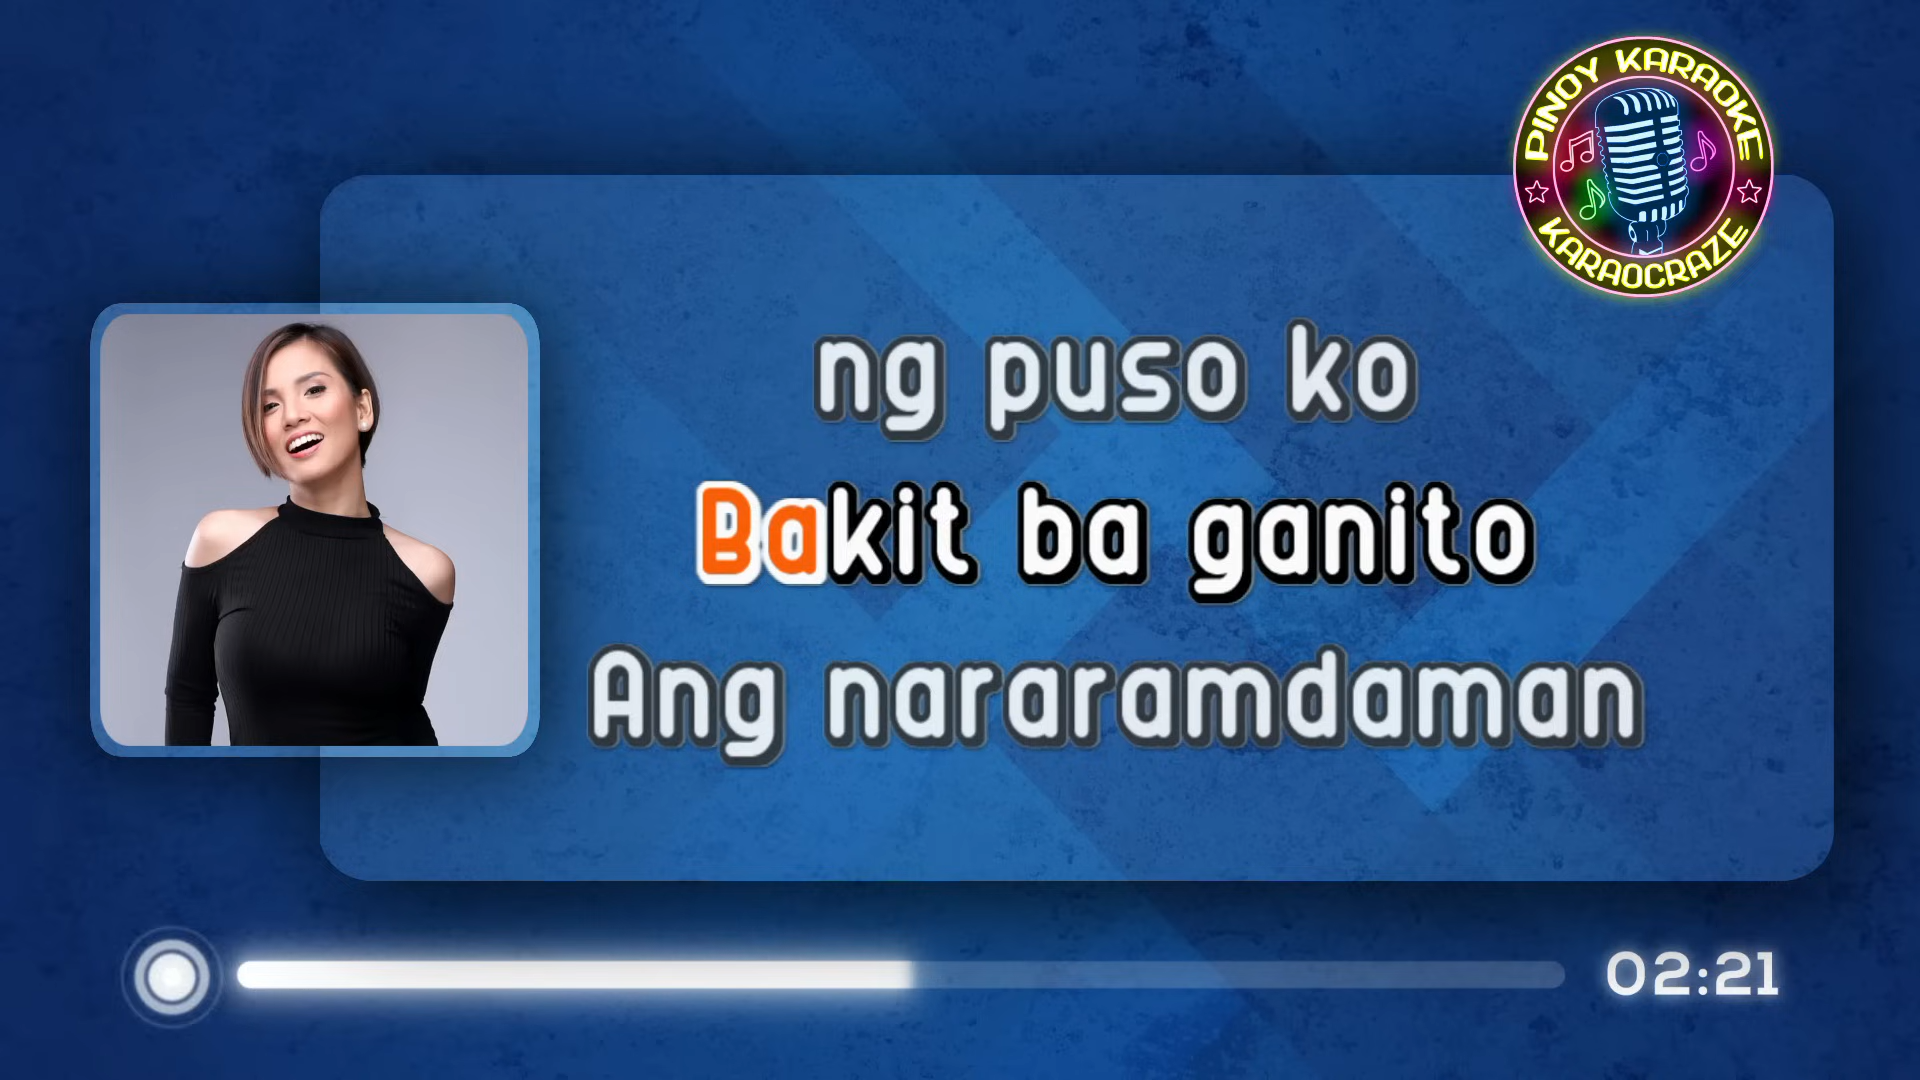 PINOY KARAOKE
KARAOCRAZE
ng puso ko
Bakit ba ganito
Ang nararamdaman
02:21